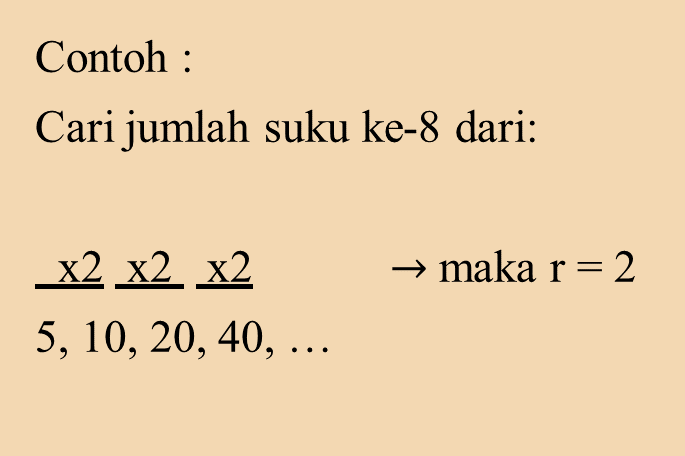 Contoh :
Cari jumlah suku ke-8 dari:
x2 x2 x2 → maka r = 2
5, 10, 20, 40, …